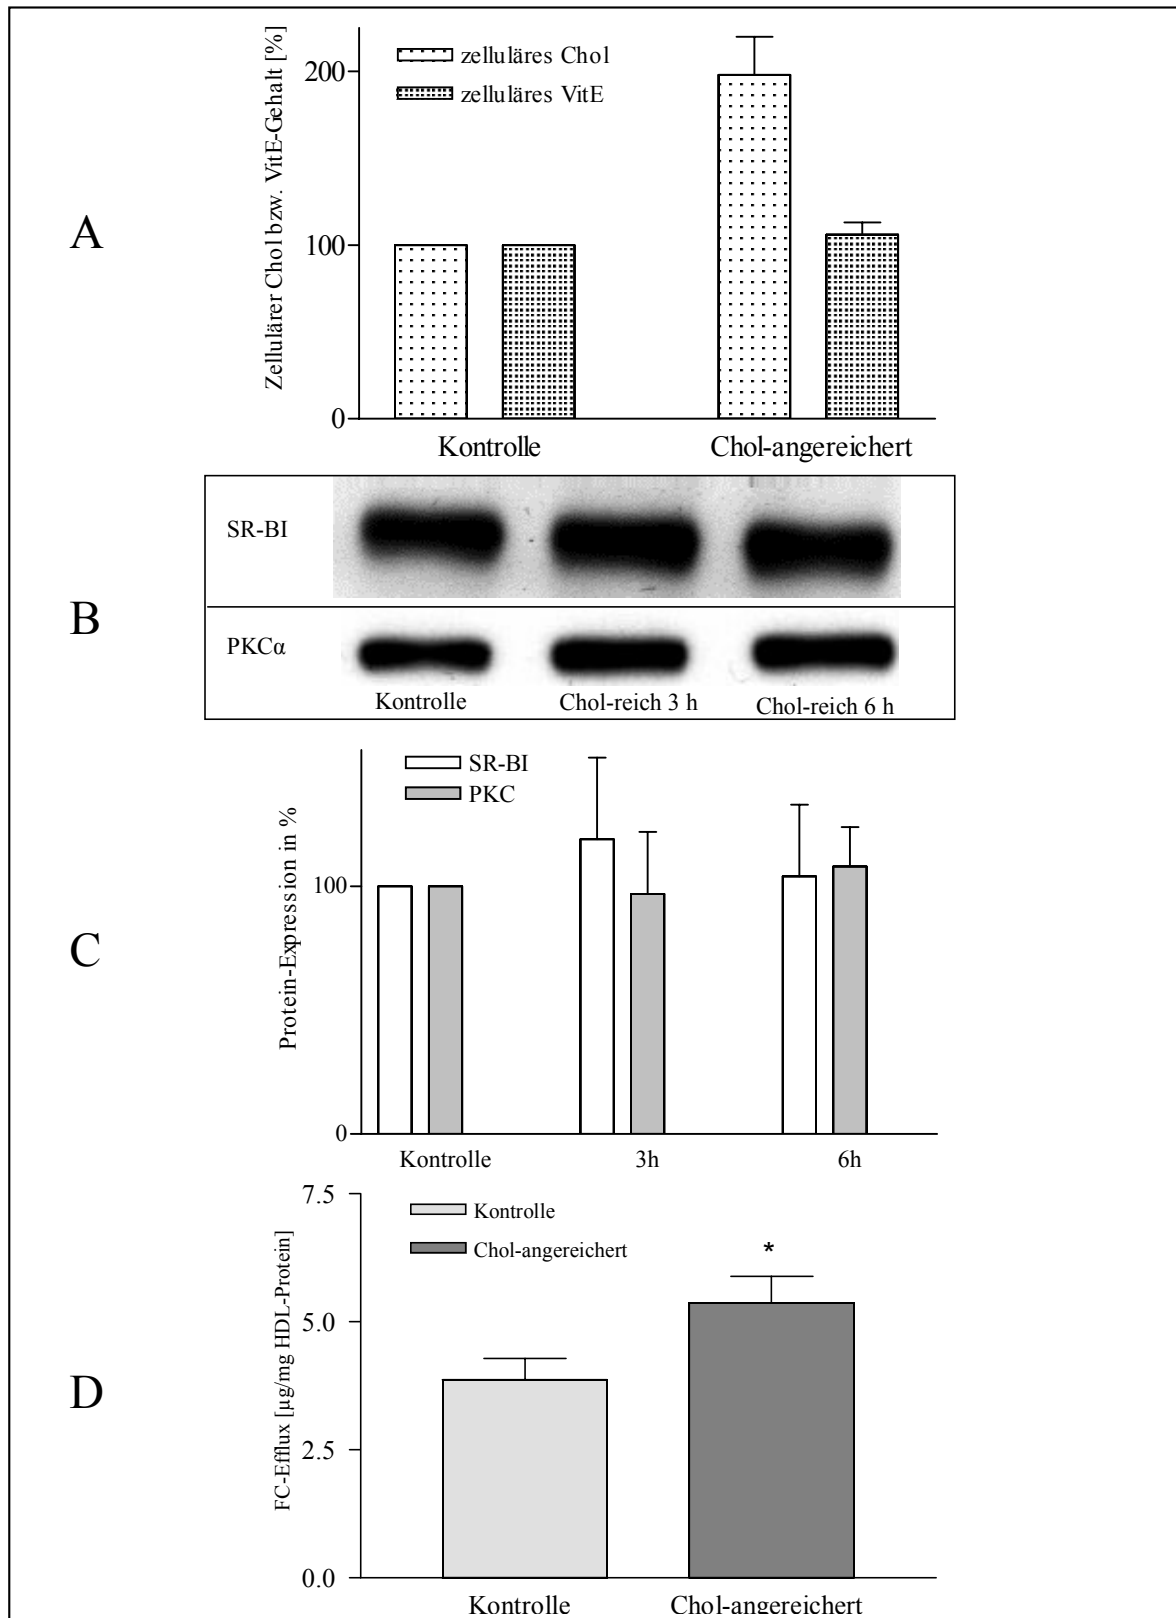 A
Zellulärer Chol bzw. VitE-Gehalt [%]
200
100
0
zelluläres Chol
zelluläres VitE
Kontrolle
Chol-angereichert
B
SR-BI
PKCα
Kontrolle
Chol-reich 3 h
Chol-reich 6 h
C
Protein-Expression in %
100
0
SR-BI
PKC
Kontrolle
3h
6h
D
FC-Efflux [µg/mg HDL-Protein]
7.5
5.0
2.5
0.0
Kontrolle
Chol-angereichert
*
Kontrolle
Chol-angereichert